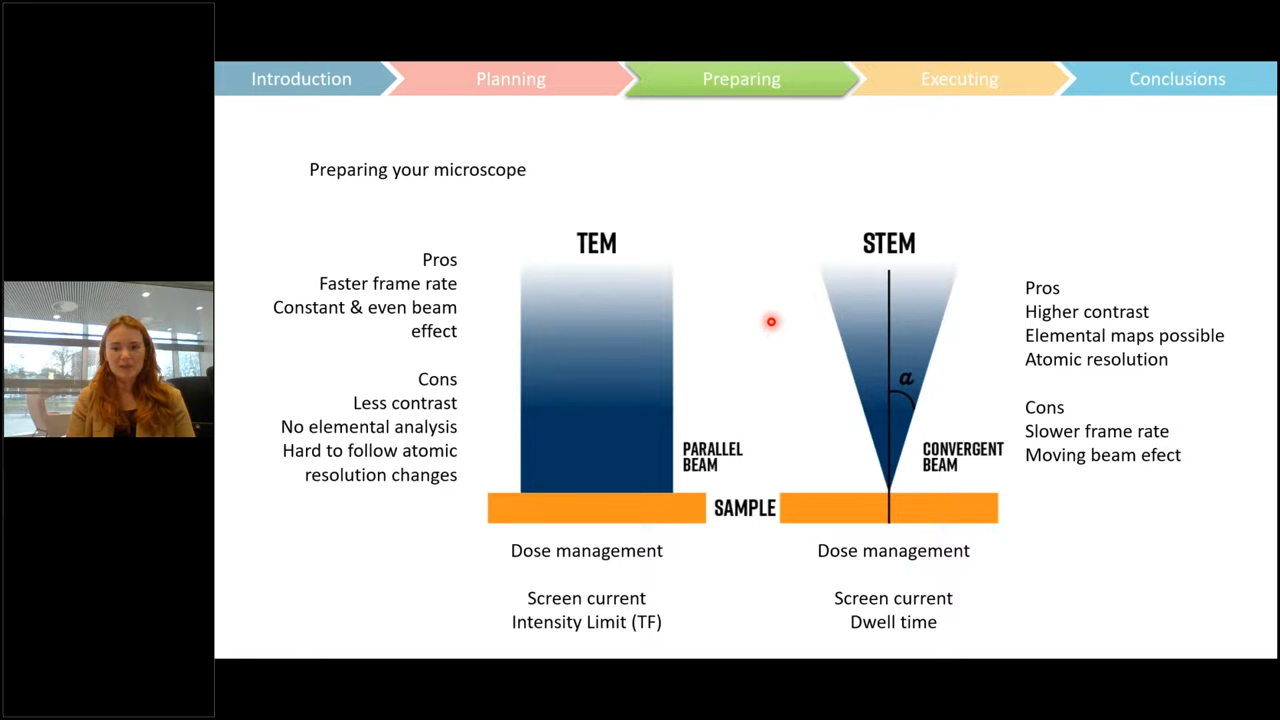 Introduction
Planning
Preparing
Executing
Conclusions
Preparing your microscope
TEM
Pros
Faster frame rate
Constant & even beam
effect
Cons
Less contrast
No elemental analysis
Hard to follow atomic
resolution changes
PARALLEL
BEAM
SAMPLE
STEM
a
CONVERGENT
BEAM
Pros
Higher contrast
Elemental maps possible
Atomic resolution
Cons
Slower frame rate
Moving beam efect
Dose management
Screen current
Intensity Limit (TF)
Dose management
Screen current
Dwell time